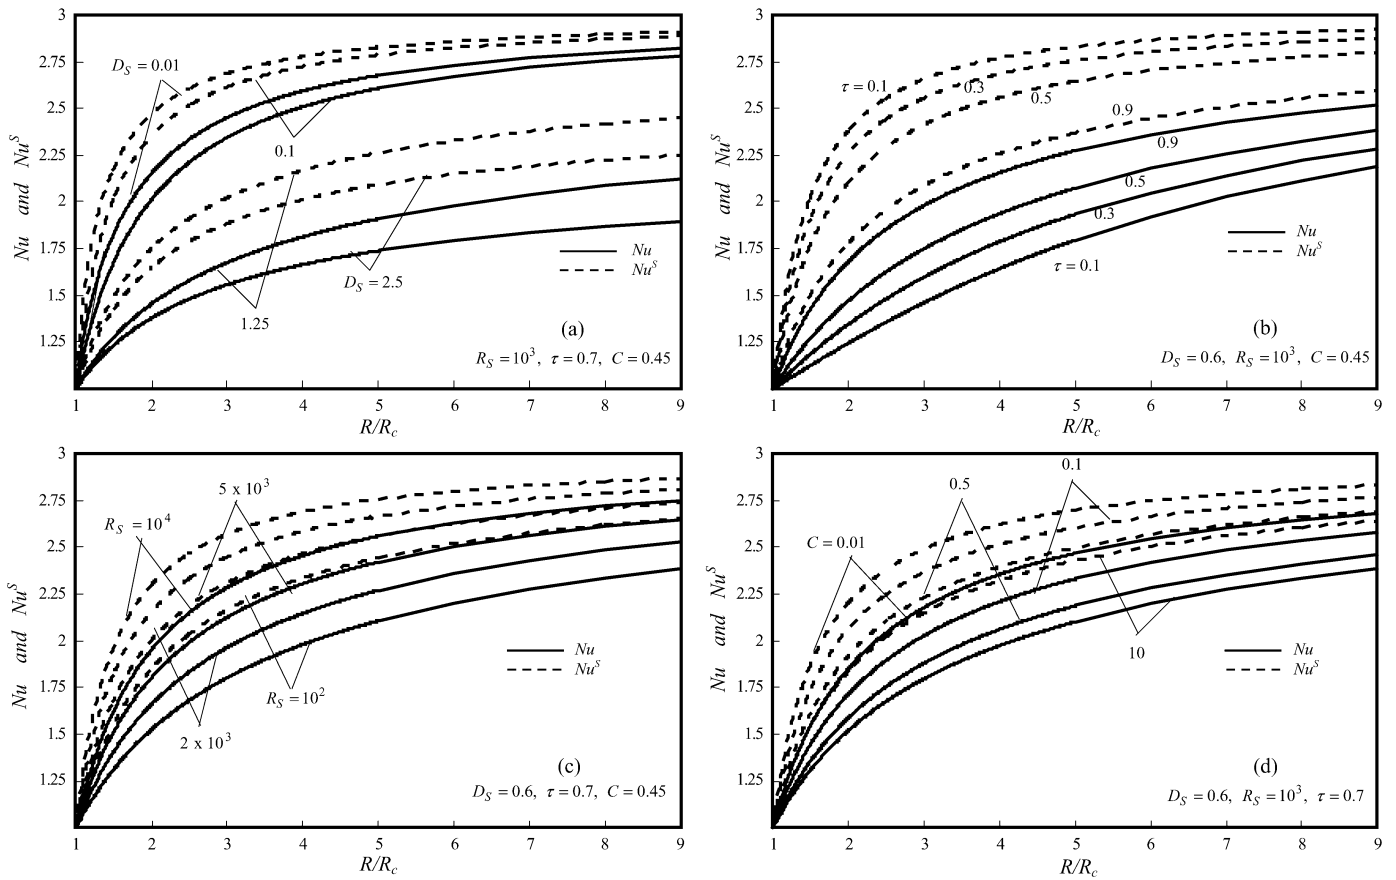 3
2.75
2.5
2.25
2
1.75
1.5
1.25
Nu and Nu^S
D_S = 0.01
0.1
D_S = 2.5
1.25
Nu
Nu^S
(a)
R_S = 10^3, τ = 0.7, C = 0.45
1 2 3 4 5 6 7 8 9
R/R_c
3
2.75
2.5
2.25
2
1.75
1.5
1.25
Nu and Nu^S
τ = 0.1
0.3
0.5
0.9
0.9
0.5
0.3
τ = 0.1
Nu
Nu^S
(b)
D_S = 0.6, R_S = 10^3, C = 0.45
1 2 3 4 5 6 7 8 9
R/R_c
3
2.75
2.5
2.25
2
1.75
1.5
1.25
Nu and Nu^S
5 x 10^3
R_S = 10^4
R_S = 10^2
2 x 10^3
Nu
Nu^S
(c)
D_S = 0.6, τ = 0.7, C = 0.45
1 2 3 4 5 6 7 8 9
R/R_c
3
2.75
2.5
2.25
2
1.75
1.5
1.25
Nu and Nu^S
0.1
0.5
C = 0.01
10
Nu
Nu^S
(d)
D_S = 0.6, R_S = 10^3, τ = 0.7
1 2 3 4 5 6 7 8 9
R/R_c